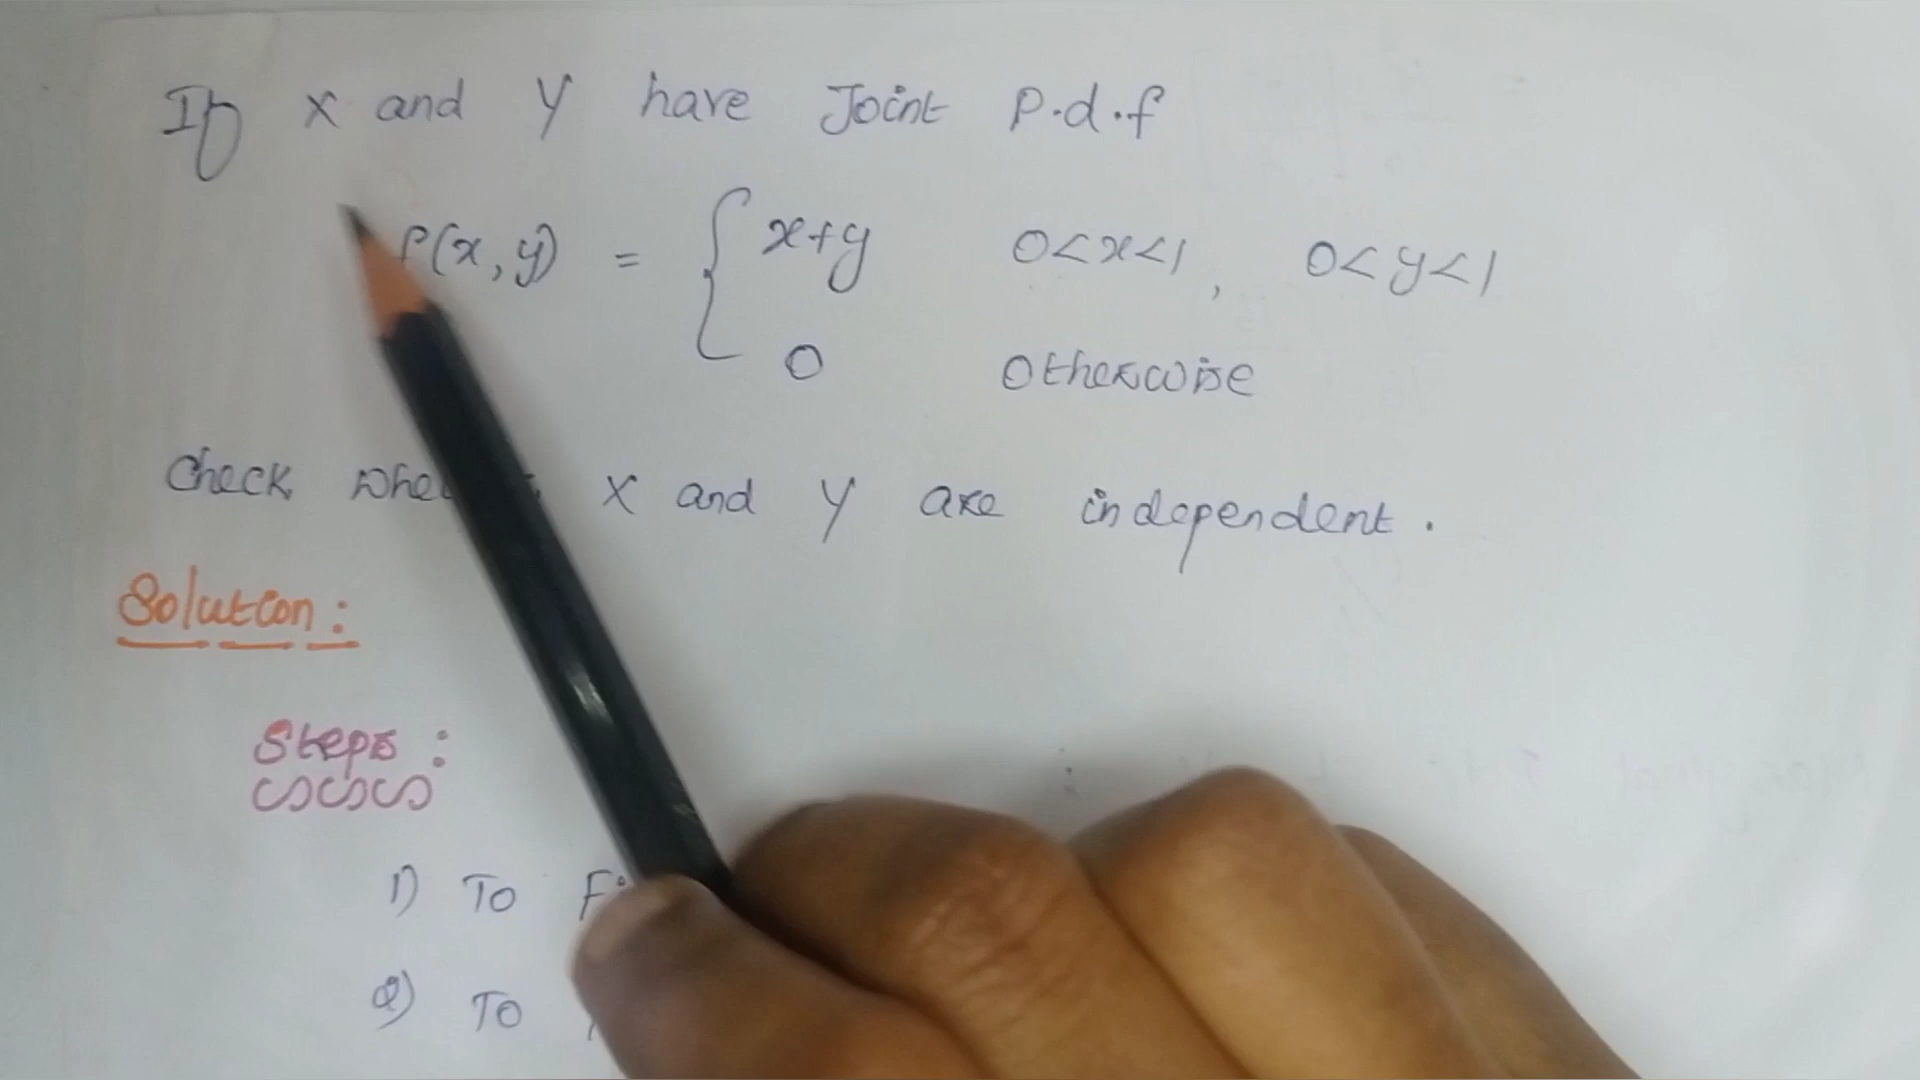 If X and Y have Joint P.d.f
f(x, y) = { x+y 0<x<1, 0<y<1
0 otherwise
Check X and Y are independent.
Solution:
Steps:
1) To
2) To